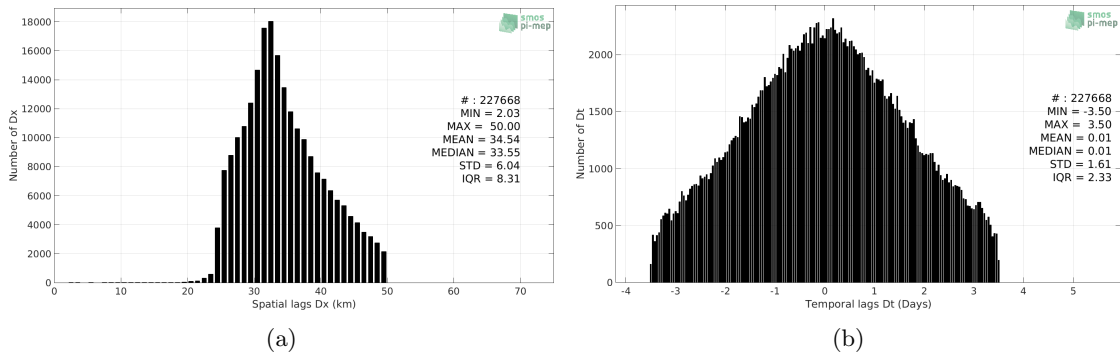 18000
16000
14000
12000
10000
8000
6000
4000
2000
0
Number of Dx
0 10 20 30 40 50 60 70
Spatial lags Dx (km)
smos
pi-mep
# : 227668
MIN = 2.03
MAX = 50.00
MEAN = 34.54
MEDIAN = 33.55
STD = 6.04
IQR = 8.31
(a)
2000
1500
1000
500
0
Number of Dt
-4 -3 -2 -1 0 1 2 3 4 5
Temporal lags Dt (Days)
smos
pi-mep
# : 227668
MIN = -3.50
MAX = 3.50
MEAN = 0.01
MEDIAN = 0.01
STD = 1.61
IQR = 2.33
(b)